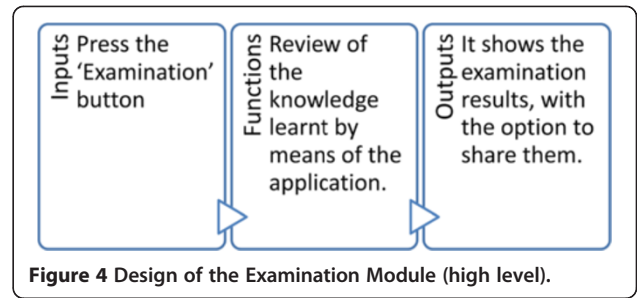 Inputs
Press the
‘Examination’
button
Functions
Review of
the
knowledge
learnt by
means of the
application.
Outputs
It shows the
examination
results, with
the option to
share them.
Figure 4 Design of the Examination Module (high level).